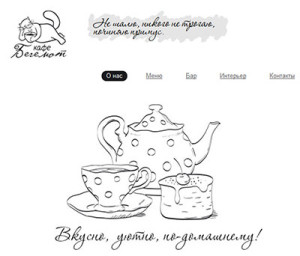 Не шалю, никого не трогаю,
починяю примус.
кафе
Бегемот
О нас
Меню
Бар
Интерьер
Контакты
Вкусно, уютно, по-домашнему!